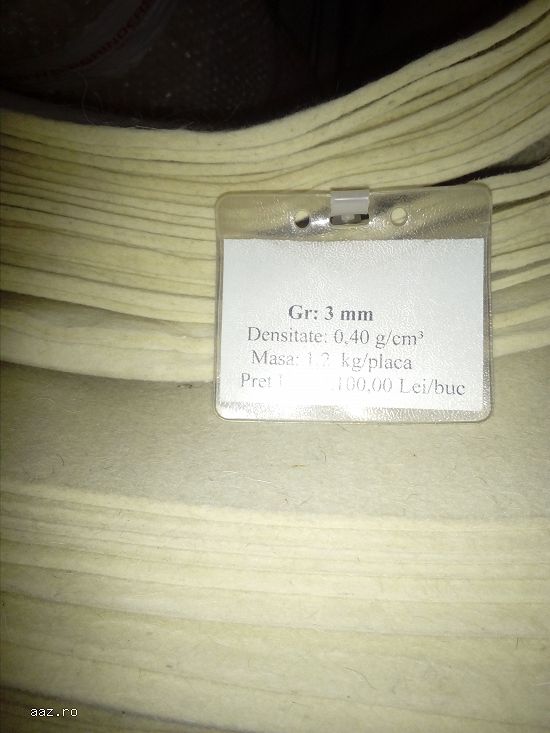 Gr: 3 mm
Densitate: 0,40 g/cm³
Masa: 1,2 kg/placa
Pret 100,00 Lei/buc
aaz.ro